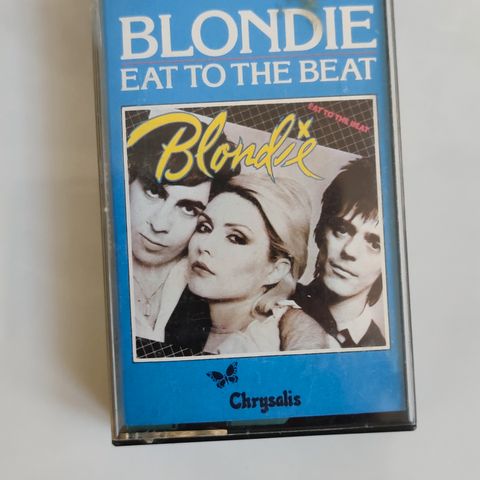 BLONDIE
EAT TO THE BEAT
EAT TO THE BEAT
Blondie
Chrysalis